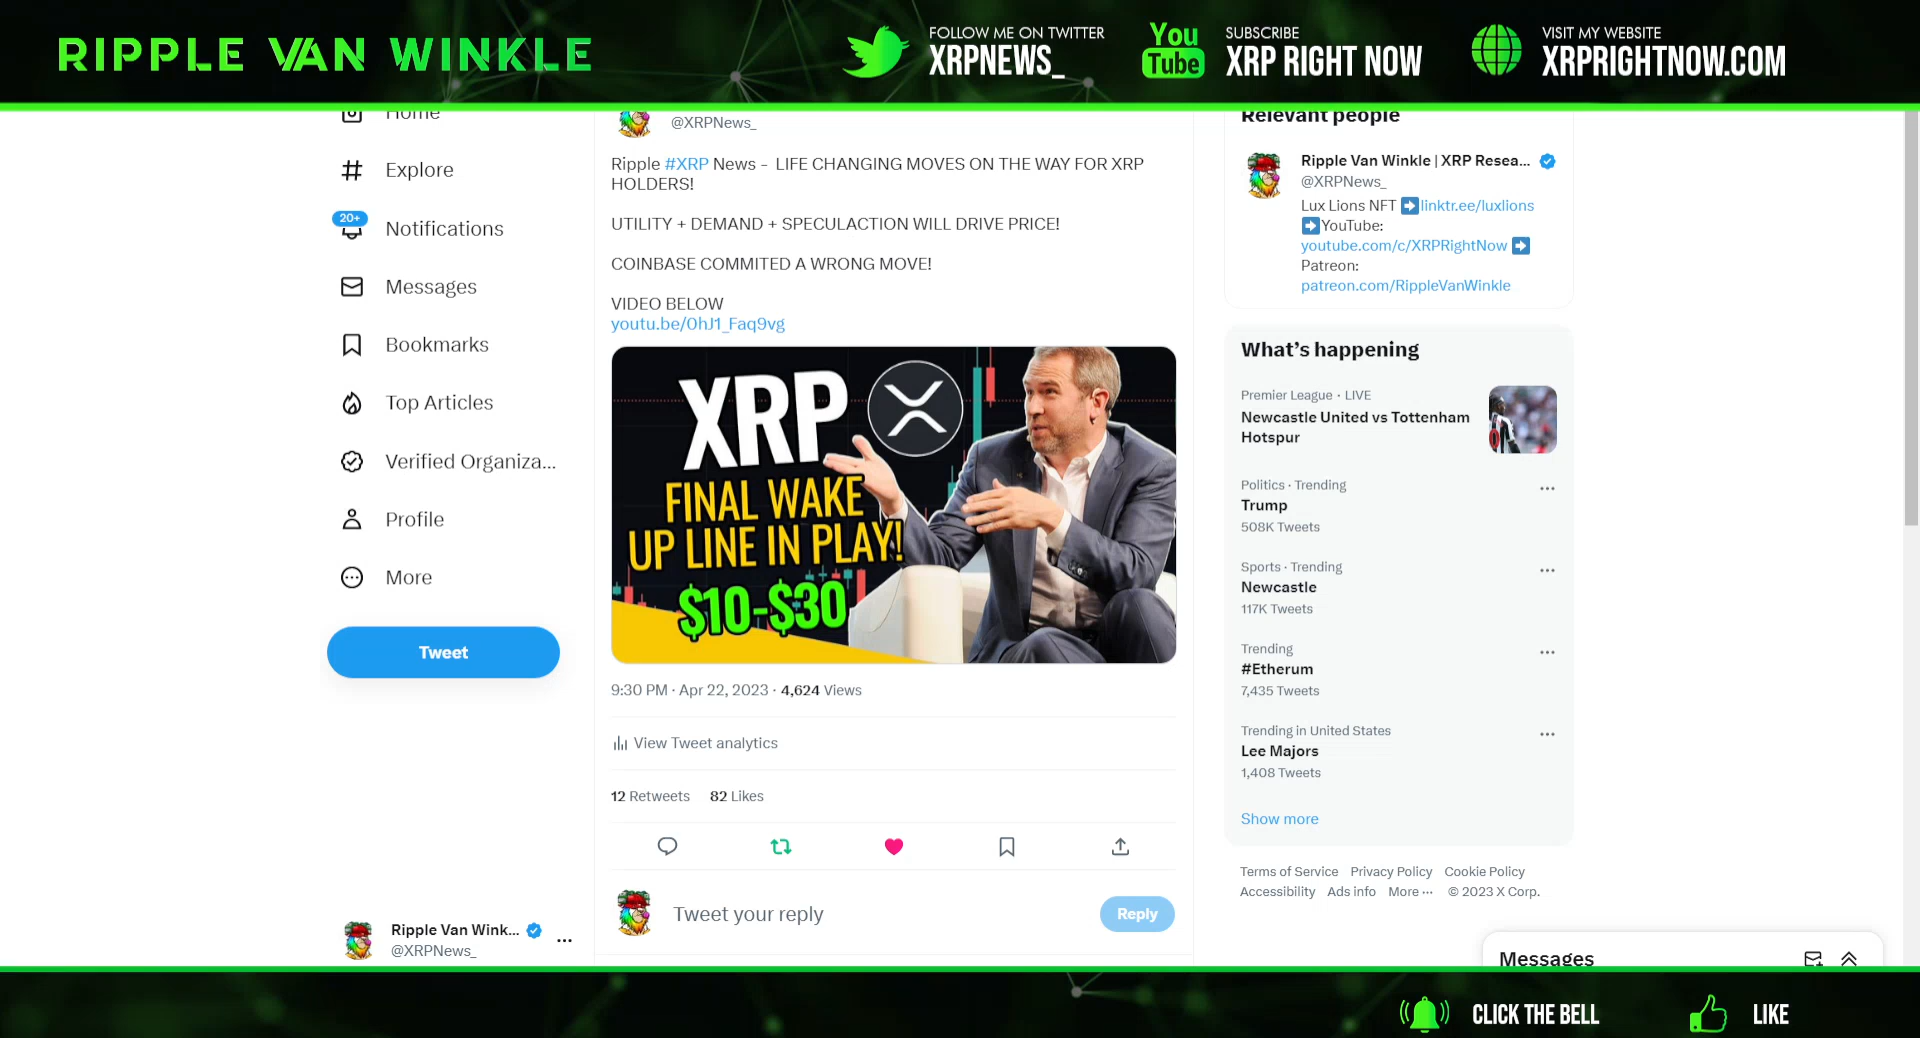 RIPPLE VAN WINKLE
FOLLOW ME ON TWITTER
XRPNEWS_
You
Tube
SUBSCRIBE
XRP RIGHT NOW
VISIT MY WEBSITE
XRPRIGHTNOW.COM
Home
Explore
20+
Notifications
Messages
Bookmarks
Top Articles
Verified Organiza...
Profile
More
Tweet
Ripple Van Wink...
@XRPNews_
@XRPNews_
Ripple #XRP News - LIFE CHANGING MOVES ON THE WAY FOR XRP
HOLDERS!
UTILITY + DEMAND + SPECULACTION WILL DRIVE PRICE!
COINBASE COMMITED A WRONG MOVE!
VIDEO BELOW
youtu.be/0hJ1_Faq9vg
XRP
FINAL WAKE
UP LINE IN PLAY!
$10-$30
9:30 PM · Apr 22, 2023 · 4,624 Views
View Tweet analytics
12 Retweets 82 Likes
Tweet your reply
Reply
Relevant people
Ripple Van Winkle | XRP Resea...
@XRPNews_
Lux Lions NFT ➡linktr.ee/luxlions
➡YouTube:
youtube.com/c/XRPRightNow ➡
Patreon:
patreon.com/RippleVanWinkle
What's happening
Premier League · LIVE
Newcastle United vs Tottenham
Hotspur
Politics · Trending
Trump
508K Tweets
Sports · Trending
Newcastle
117K Tweets
Trending
#Etherum
7,435 Tweets
Trending in United States
Lee Majors
1,408 Tweets
Show more
Terms of Service Privacy Policy Cookie Policy
Accessibility Ads info More ··· © 2023 X Corp.
Messages
CLICK THE BELL
LIKE